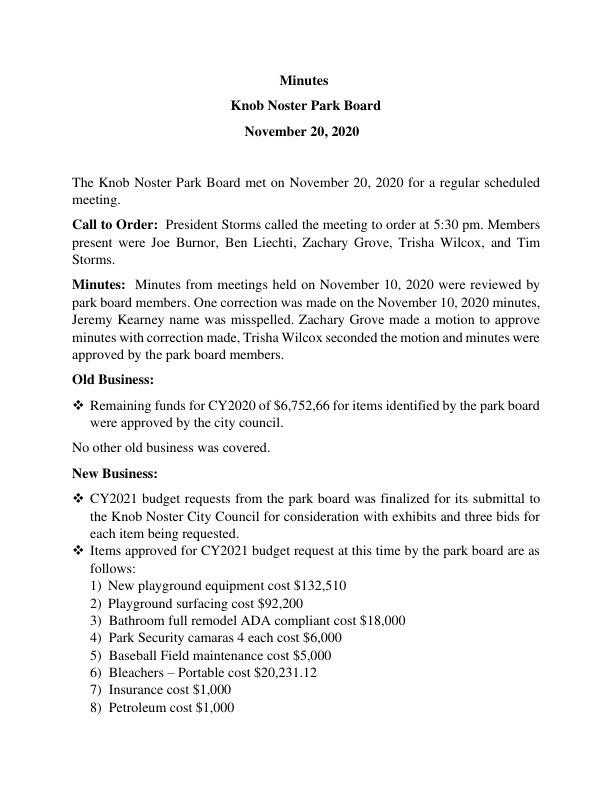 Minutes
Knob Noster Park Board
November 20, 2020
The Knob Noster Park Board met on November 20, 2020 for a regular scheduled
meeting.
Call to Order:  President Storms called the meeting to order at 5:30 pm. Members
present were Joe Burnor, Ben Liechti, Zachary Grove, Trisha Wilcox, and Tim
Storms.
Minutes:  Minutes from meetings held on November 10, 2020 were reviewed by
park board members. One correction was made on the November 10, 2020 minutes,
Jeremy Kearney name was misspelled. Zachary Grove made a motion to approve
minutes with correction made, Trisha Wilcox seconded the motion and minutes were
approved by the park board members.
Old Business:
❖ Remaining funds for CY2020 of $6,752,66 for items identified by the park board
were approved by the city council.
No other old business was covered.
New Business:
❖ CY2021 budget requests from the park board was finalized for its submittal to
the Knob Noster City Council for consideration with exhibits and three bids for
each item being requested.
❖ Items approved for CY2021 budget request at this time by the park board are as
follows:
1) New playground equipment cost $132,510
2) Playground surfacing cost $92,200
3) Bathroom full remodel ADA compliant cost $18,000
4) Park Security camaras 4 each cost $6,000
5) Baseball Field maintenance cost $5,000
6) Bleachers – Portable cost $20,231.12
7) Insurance cost $1,000
8) Petroleum cost $1,000